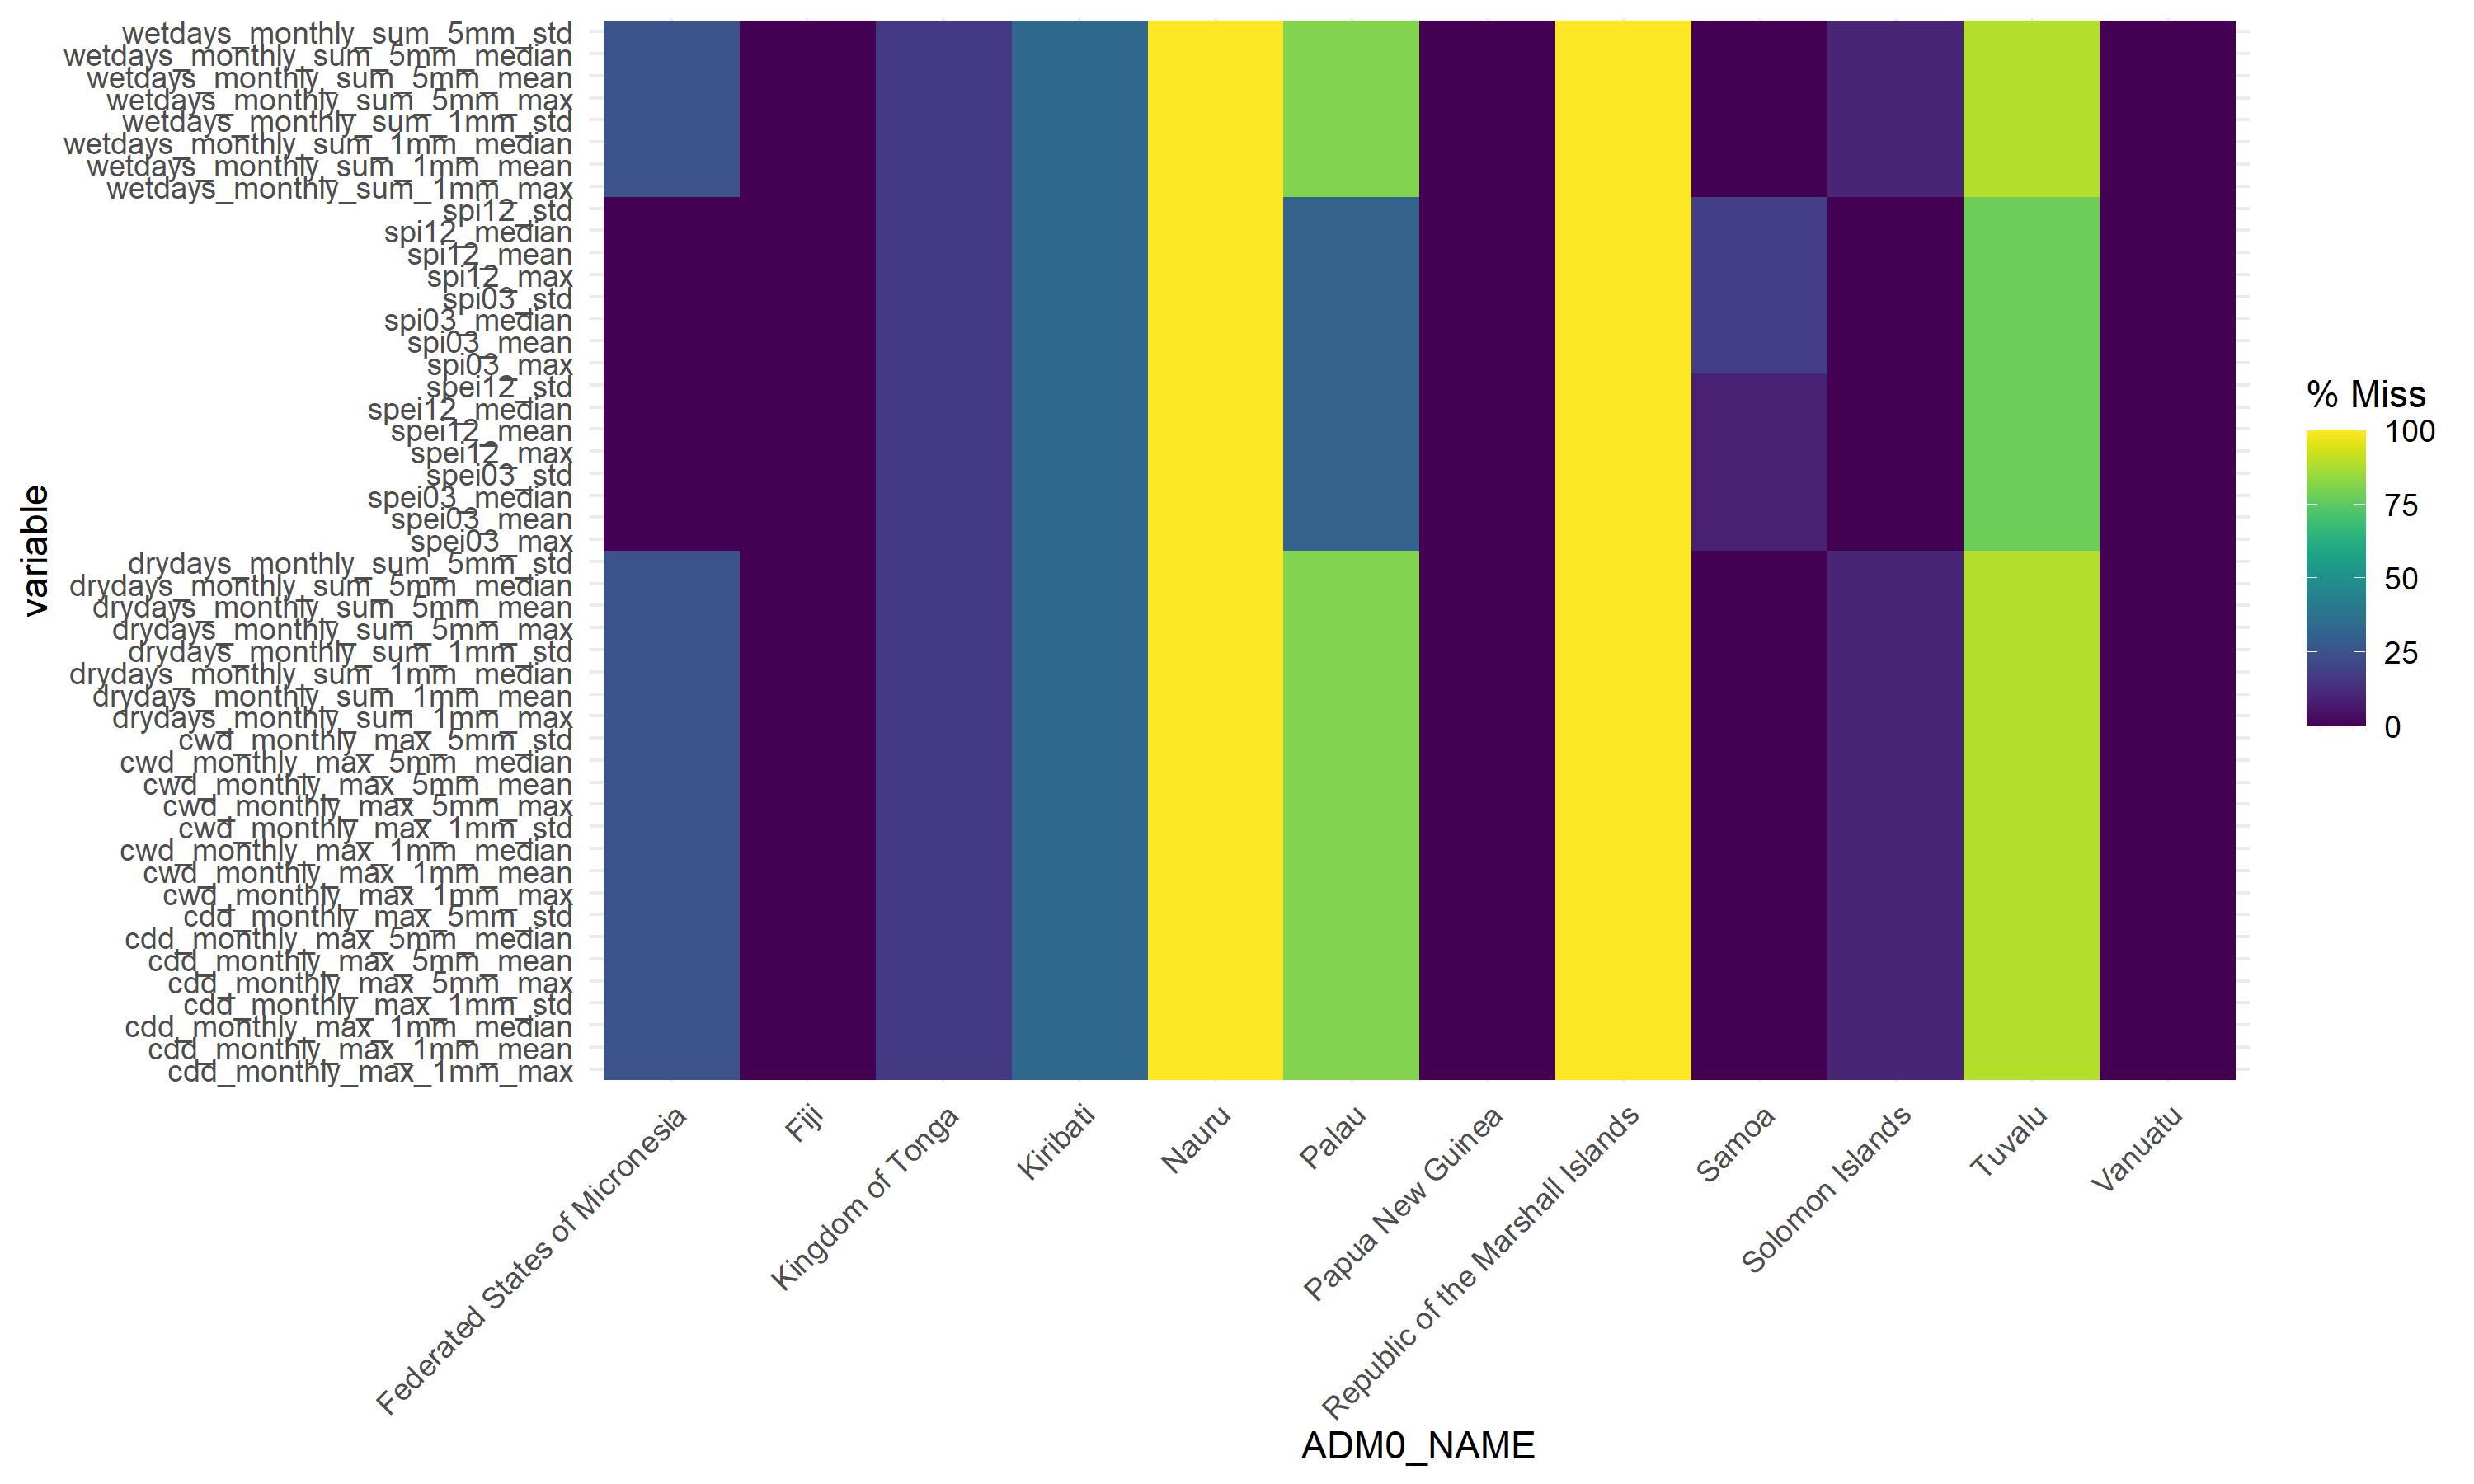 wetdays_monthly_sum_5mm_std
wetdays_monthly_sum_5mm_median
wetdays_monthly_sum_5mm_mean
wetdays_monthly_sum_5mm_max
wetdays_monthly_sum_1mm_std
wetdays_monthly_sum_1mm_median
wetdays_monthly_sum_1mm_mean
wetdays_monthly_sum_1mm_max
spi12_std
spi12_median
spi12_mean
spi12_max
spi03_std
spi03_median
spi03_mean
spi03_max
spei12_std
spei12_median
spei12_mean
spei12_max
spei03_std
spei03_median
spei03_mean
spei03_max
drydays_monthly_sum_5mm_std
drydays_monthly_sum_5mm_median
drydays_monthly_sum_5mm_mean
drydays_monthly_sum_5mm_max
drydays_monthly_sum_1mm_std
drydays_monthly_sum_1mm_median
drydays_monthly_sum_1mm_mean
drydays_monthly_sum_1mm_max
cwd_monthly_max_5mm_std
cwd_monthly_max_5mm_median
cwd_monthly_max_5mm_mean
cwd_monthly_max_5mm_max
cwd_monthly_max_1mm_std
cwd_monthly_max_1mm_median
cwd_monthly_max_1mm_mean
cwd_monthly_max_1mm_max
cdd_monthly_max_5mm_std
cdd_monthly_max_5mm_median
cdd_monthly_max_5mm_mean
cdd_monthly_max_5mm_max
cdd_monthly_max_1mm_std
cdd_monthly_max_1mm_median
cdd_monthly_max_1mm_mean
cdd_monthly_max_1mm_max
variable
Federated States of Micronesia
Fiji
Kingdom of Tonga
Kiribati
Nauru
Palau
Papua New Guinea
Republic of the Marshall Islands
Samoa
Solomon Islands
Tuvalu
Vanuatu
ADM0_NAME
% Miss
100
75
50
25
0